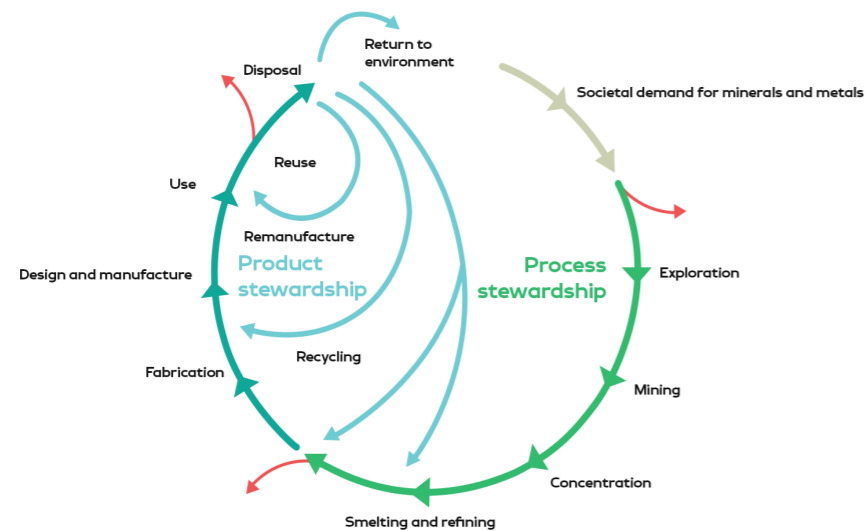 Return to
environment
Disposal
Societal demand for minerals and metals
Reuse
Use
Remanufacture
Product
stewardship
Process
stewardship
Design and manufacture
Exploration
Recycling
Fabrication
Mining
Concentration
Smelting and refining